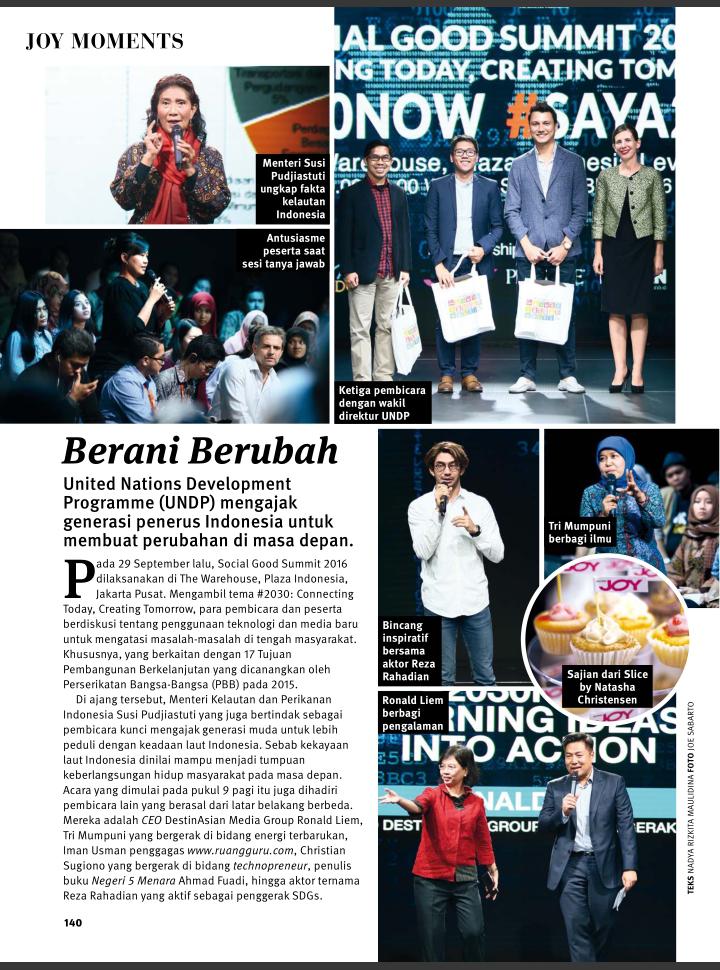 JOY MOMENTS
Transportasi dan
Pergudangan
5%
Menteri Susi
Pudjiastuti
ungkap fakta
kelautan
Indonesia
Antusiasme
peserta saat
sesi tanya jawab
IAL GOOD SUMMIT 20
NG TODAY, CREATING TOM
0NOW #SAYA2
Ketiga pembicara
dengan wakil
direktur UNDP
Berani Berubah
United Nations Development
Programme (UNDP) mengajak
generasi penerus Indonesia untuk
membuat perubahan di masa depan.
Pada 29 September lalu, Social Good Summit 2016
dilaksanakan di The Warehouse, Plaza Indonesia,
Jakarta Pusat. Mengambil tema #2030: Connecting
Today, Creating Tomorrow, para pembicara dan peserta
berdiskusi tentang penggunaan teknologi dan media baru
untuk mengatasi masalah-masalah di tengah masyarakat.
Khususnya, yang berkaitan dengan 17 Tujuan
Pembangunan Berkelanjutan yang dicanangkan oleh
Perserikatan Bangsa-Bangsa (PBB) pada 2015.
Di ajang tersebut, Menteri Kelautan dan Perikanan
Indonesia Susi Pudjiastuti yang juga bertindak sebagai
pembicara kunci mengajak generasi muda untuk lebih
peduli dengan keadaan laut Indonesia. Sebab kekayaan
laut Indonesia dinilai mampu menjadi tumpuan
keberlangsungan hidup masyarakat pada masa depan.
Acara yang dimulai pada pukul 9 pagi itu juga dihadiri
pembicara lain yang berasal dari latar belakang berbeda.
Mereka adalah CEO DestinAsian Media Group Ronald Liem,
Tri Mumpuni yang bergerak di bidang energi terbarukan,
Iman Usman penggagas www.ruangguru.com, Christian
Sugiono yang bergerak di bidang technopreneur, penulis
buku Negeri 5 Menara Ahmad Fuadi, hingga aktor ternama
Reza Rahadian yang aktif sebagai penggerak SDGs.
140
Bincang
inspiratif
bersama
aktor Reza
Rahadian
Tri Mumpuni
berbagi ilmu
JOY
Sajian dari Slice
by Natasha
Christensen
JOY
Ronald Liem
berbagi
pengalaman
RNING IDEAS
INTO ACTION
DEST
GROUP
TEKS NADYA RIZKITA MAULIDINA FOTO JOE SABARTO